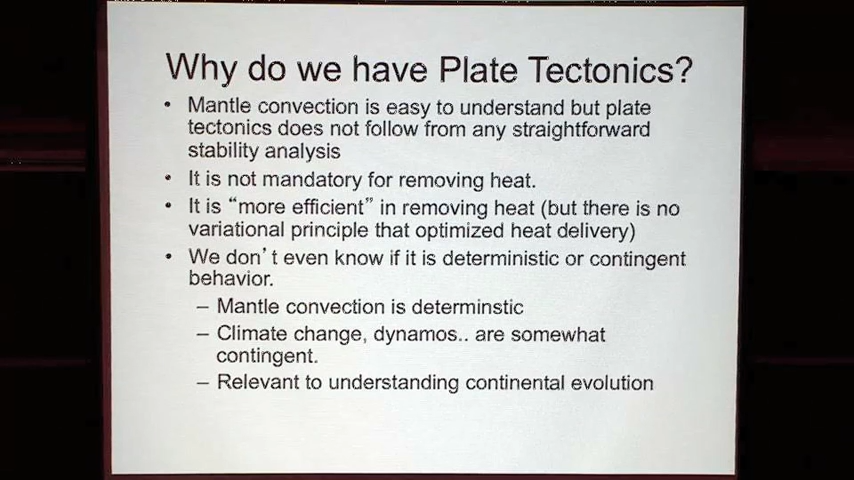 Why do we have Plate Tectonics?
• Mantle convection is easy to understand but plate
tectonics does not follow from any straightforward
stability analysis
• It is not mandatory for removing heat.
• It is “more efficient” in removing heat (but there is no
variational principle that optimized heat delivery)
• We don’t even know if it is deterministic or contingent
behavior.
– Mantle convection is determinstic
– Climate change, dynamos.. are somewhat
contingent.
– Relevant to understanding continental evolution